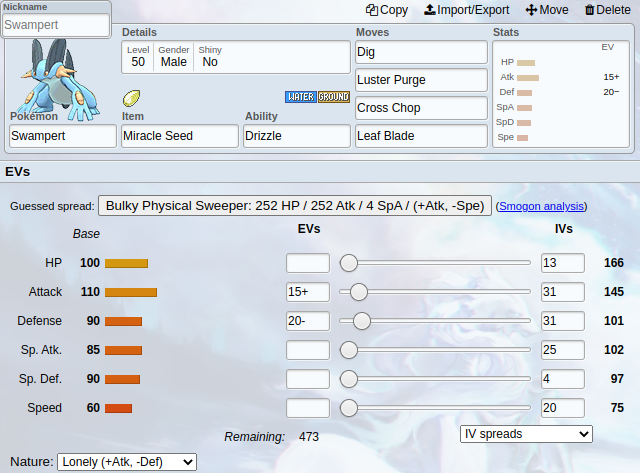 Nickname
Swampert
Copy Import/Export Move Delete
Details
Level Gender Shiny
50 Male No
Moves
Dig
Luster Purge
Cross Chop
Leaf Blade
Stats
EV
HP
Atk 15+
Def 20−
SpA
SpD
Spe
WATER GROUND
Pokémon Item Ability
Swampert Miracle Seed Drizzle
EVs
Guessed spread: Bulky Physical Sweeper: 252 HP / 252 Atk / 4 SpA / (+Atk, -Spe) (Smogon analysis)
Base EVs IVs
HP 100 13 166
Attack 110 15+ 31 145
Defense 90 20- 31 101
Sp. Atk. 85 25 102
Sp. Def. 90 4 97
Speed 60 20 75
Remaining: 473 IV spreads
Nature: Lonely (+Atk, -Def)